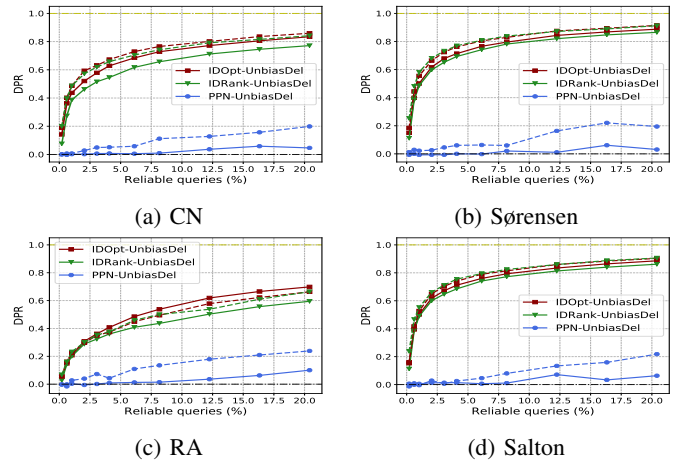 1.0
0.8
0.6
0.4
0.2
0.0
DPR
IDOpt-UnbiasDel
IDRank-UnbiasDel
PPN-UnbiasDel
0.0 2.5 5.0 7.5 10.0 12.5 15.0 17.5 20.0
Reliable queries (%)
(a) CN
1.0
0.8
0.6
0.4
0.2
0.0
DPR
IDOpt-UnbiasDel
IDRank-UnbiasDel
PPN-UnbiasDel
0.0 2.5 5.0 7.5 10.0 12.5 15.0 17.5 20.0
Reliable queries (%)
(b) Sørensen
1.0
0.8
0.6
0.4
0.2
0.0
DPR
IDOpt-UnbiasDel
IDRank-UnbiasDel
PPN-UnbiasDel
0.0 2.5 5.0 7.5 10.0 12.5 15.0 17.5 20.0
Reliable queries (%)
(c) RA
1.0
0.8
0.6
0.4
0.2
0.0
DPR
IDOpt-UnbiasDel
IDRank-UnbiasDel
PPN-UnbiasDel
0.0 2.5 5.0 7.5 10.0 12.5 15.0 17.5 20.0
Reliable queries (%)
(d) Salton